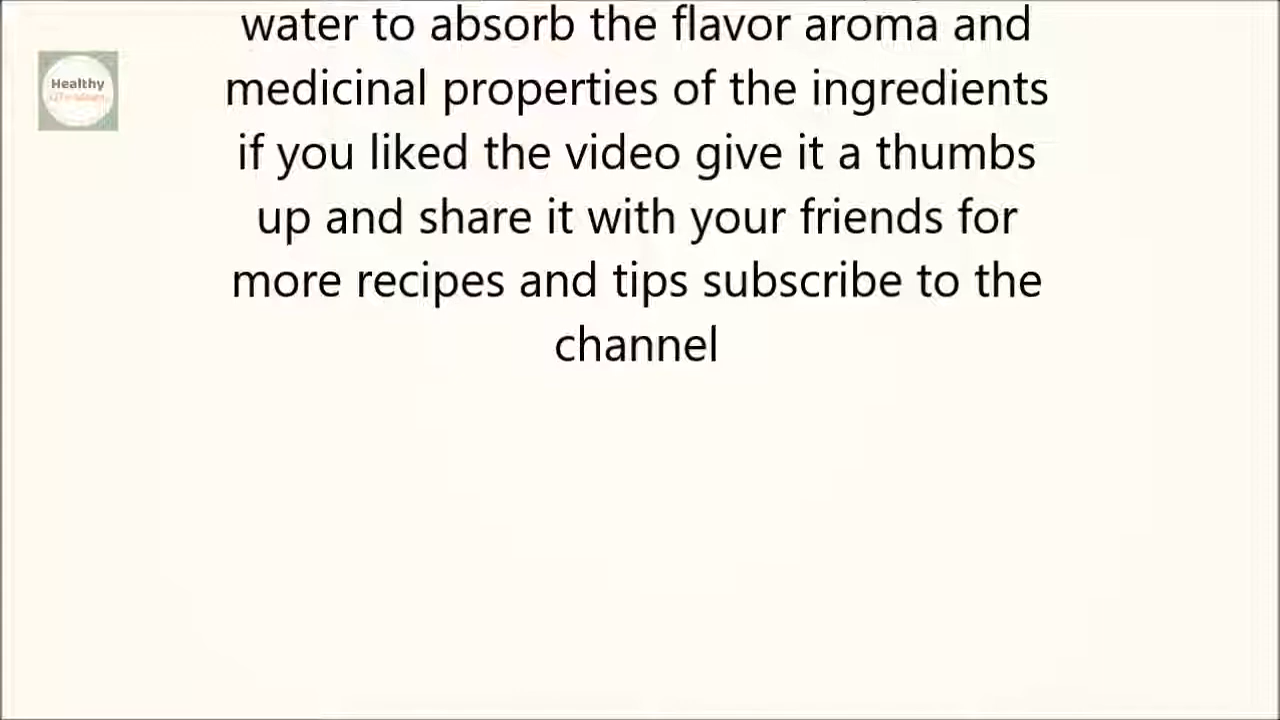 water to absorb the flavor aroma and
medicinal properties of the ingredients
if you liked the video give it a thumbs
up and share it with your friends for
more recipes and tips subscribe to the
channel
Healthy